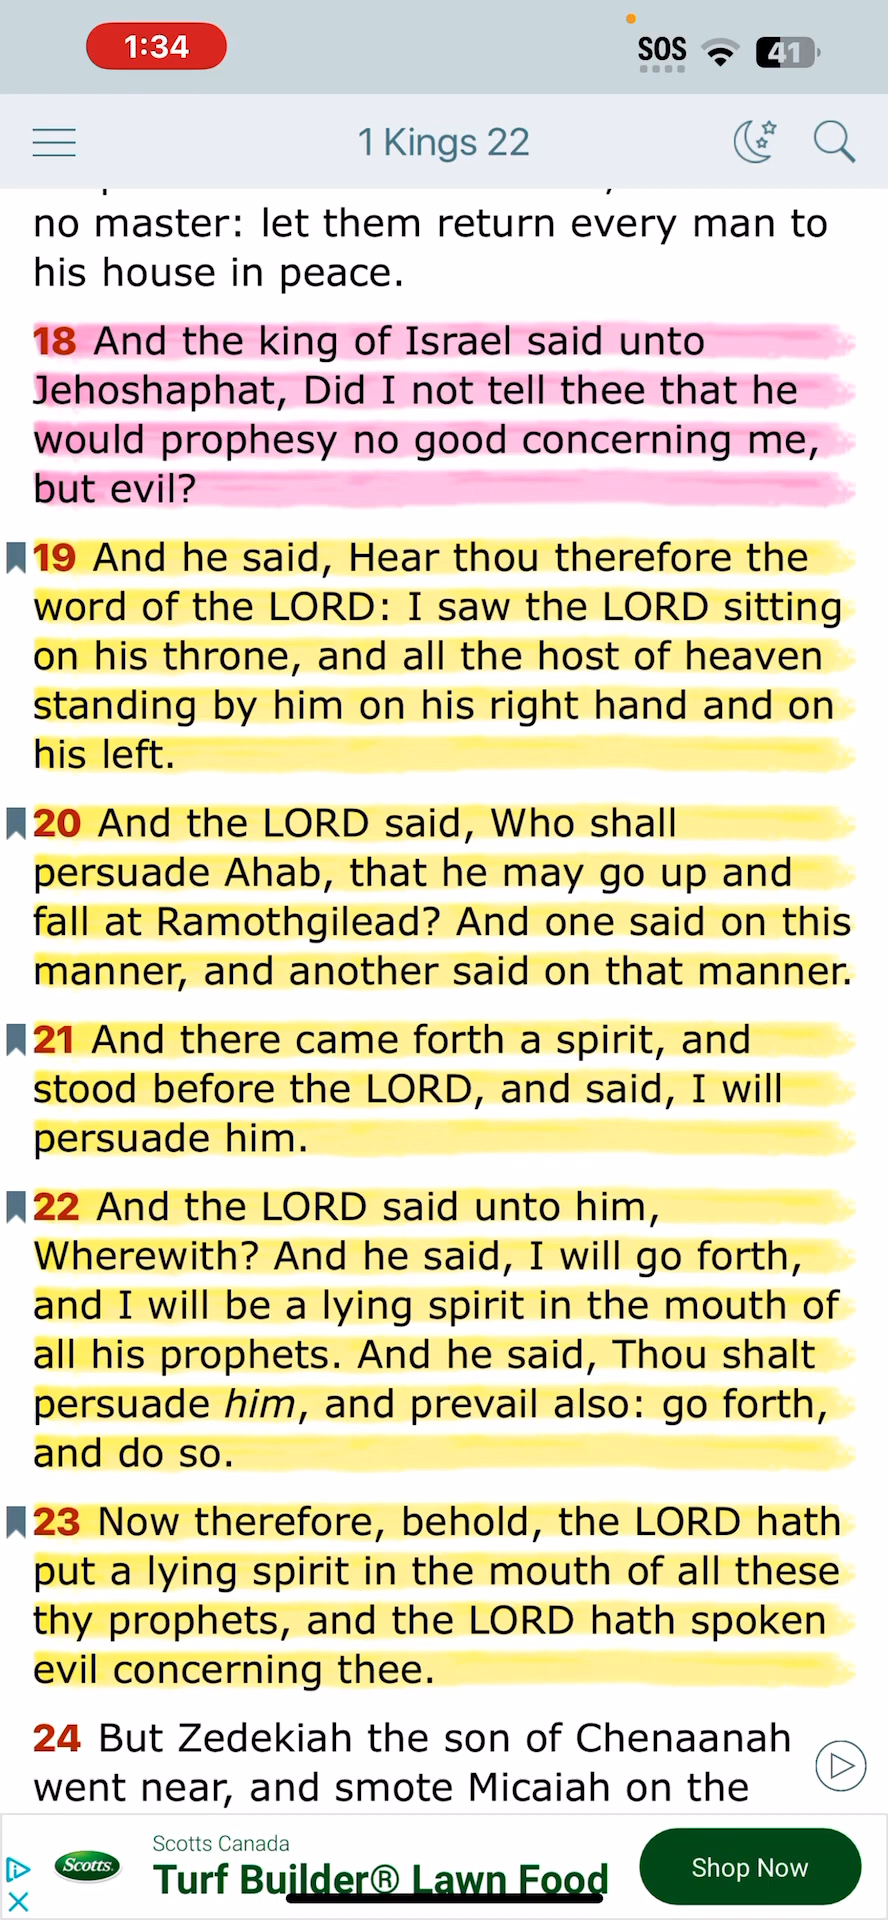 1:34
SOS
41
1 Kings 22
no master: let them return every man to
his house in peace.
18 And the king of Israel said unto
Jehoshaphat, Did I not tell thee that he
would prophesy no good concerning me,
but evil?
19 And he said, Hear thou therefore the
word of the LORD: I saw the LORD sitting
on his throne, and all the host of heaven
standing by him on his right hand and on
his left.
20 And the LORD said, Who shall
persuade Ahab, that he may go up and
fall at Ramothgilead? And one said on this
manner, and another said on that manner.
21 And there came forth a spirit, and
stood before the LORD, and said, I will
persuade him.
22 And the LORD said unto him,
Wherewith? And he said, I will go forth,
and I will be a lying spirit in the mouth of
all his prophets. And he said, Thou shalt
persuade him, and prevail also: go forth,
and do so.
23 Now therefore, behold, the LORD hath
put a lying spirit in the mouth of all these
thy prophets, and the LORD hath spoken
evil concerning thee.
24 But Zedekiah the son of Chenaanah
went near, and smote Micaiah on the
Scotts Canada
Scotts.
Turf Builder® Lawn Food
Shop Now